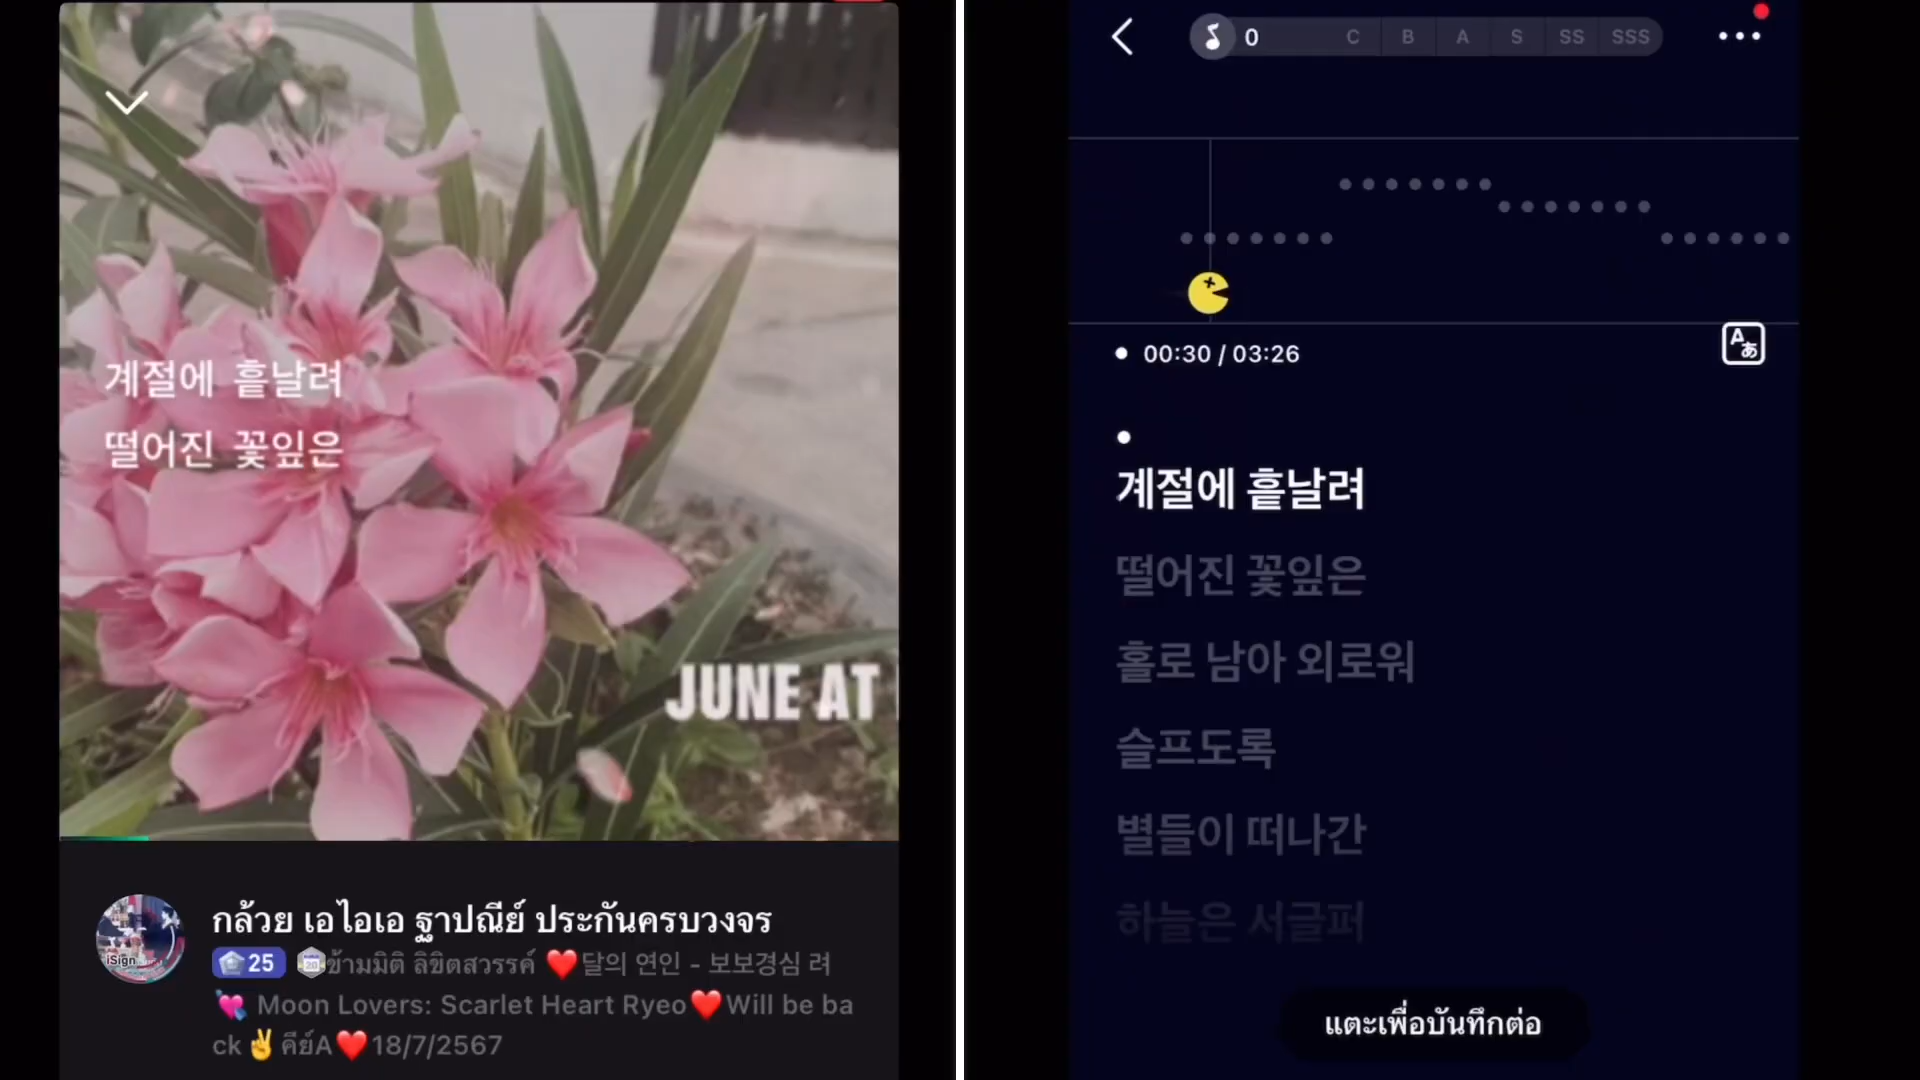 계절에 흩날려
떨어진 꽃잎은
JUNE AT
iSign
กล้วย เอไอเอ ฐาปณีย์ ประกันครบวงจร
25 20 ข้ามมิติ ลิขิตสวรรค์ ❤️달의 연인 - 보보경심 려
💘 Moon Lovers: Scarlet Heart Ryeo❤️Will be ba
ck✌️คีย์A❤️18/7/2567
0 C B A S SS SSS
00:30 / 03:26
Aあ
계절에 흩날려
떨어진 꽃잎은
홀로 남아 외로워
슬프도록
별들이 떠나간
하늘은 서글퍼
แตะเพื่อบันทึกต่อ